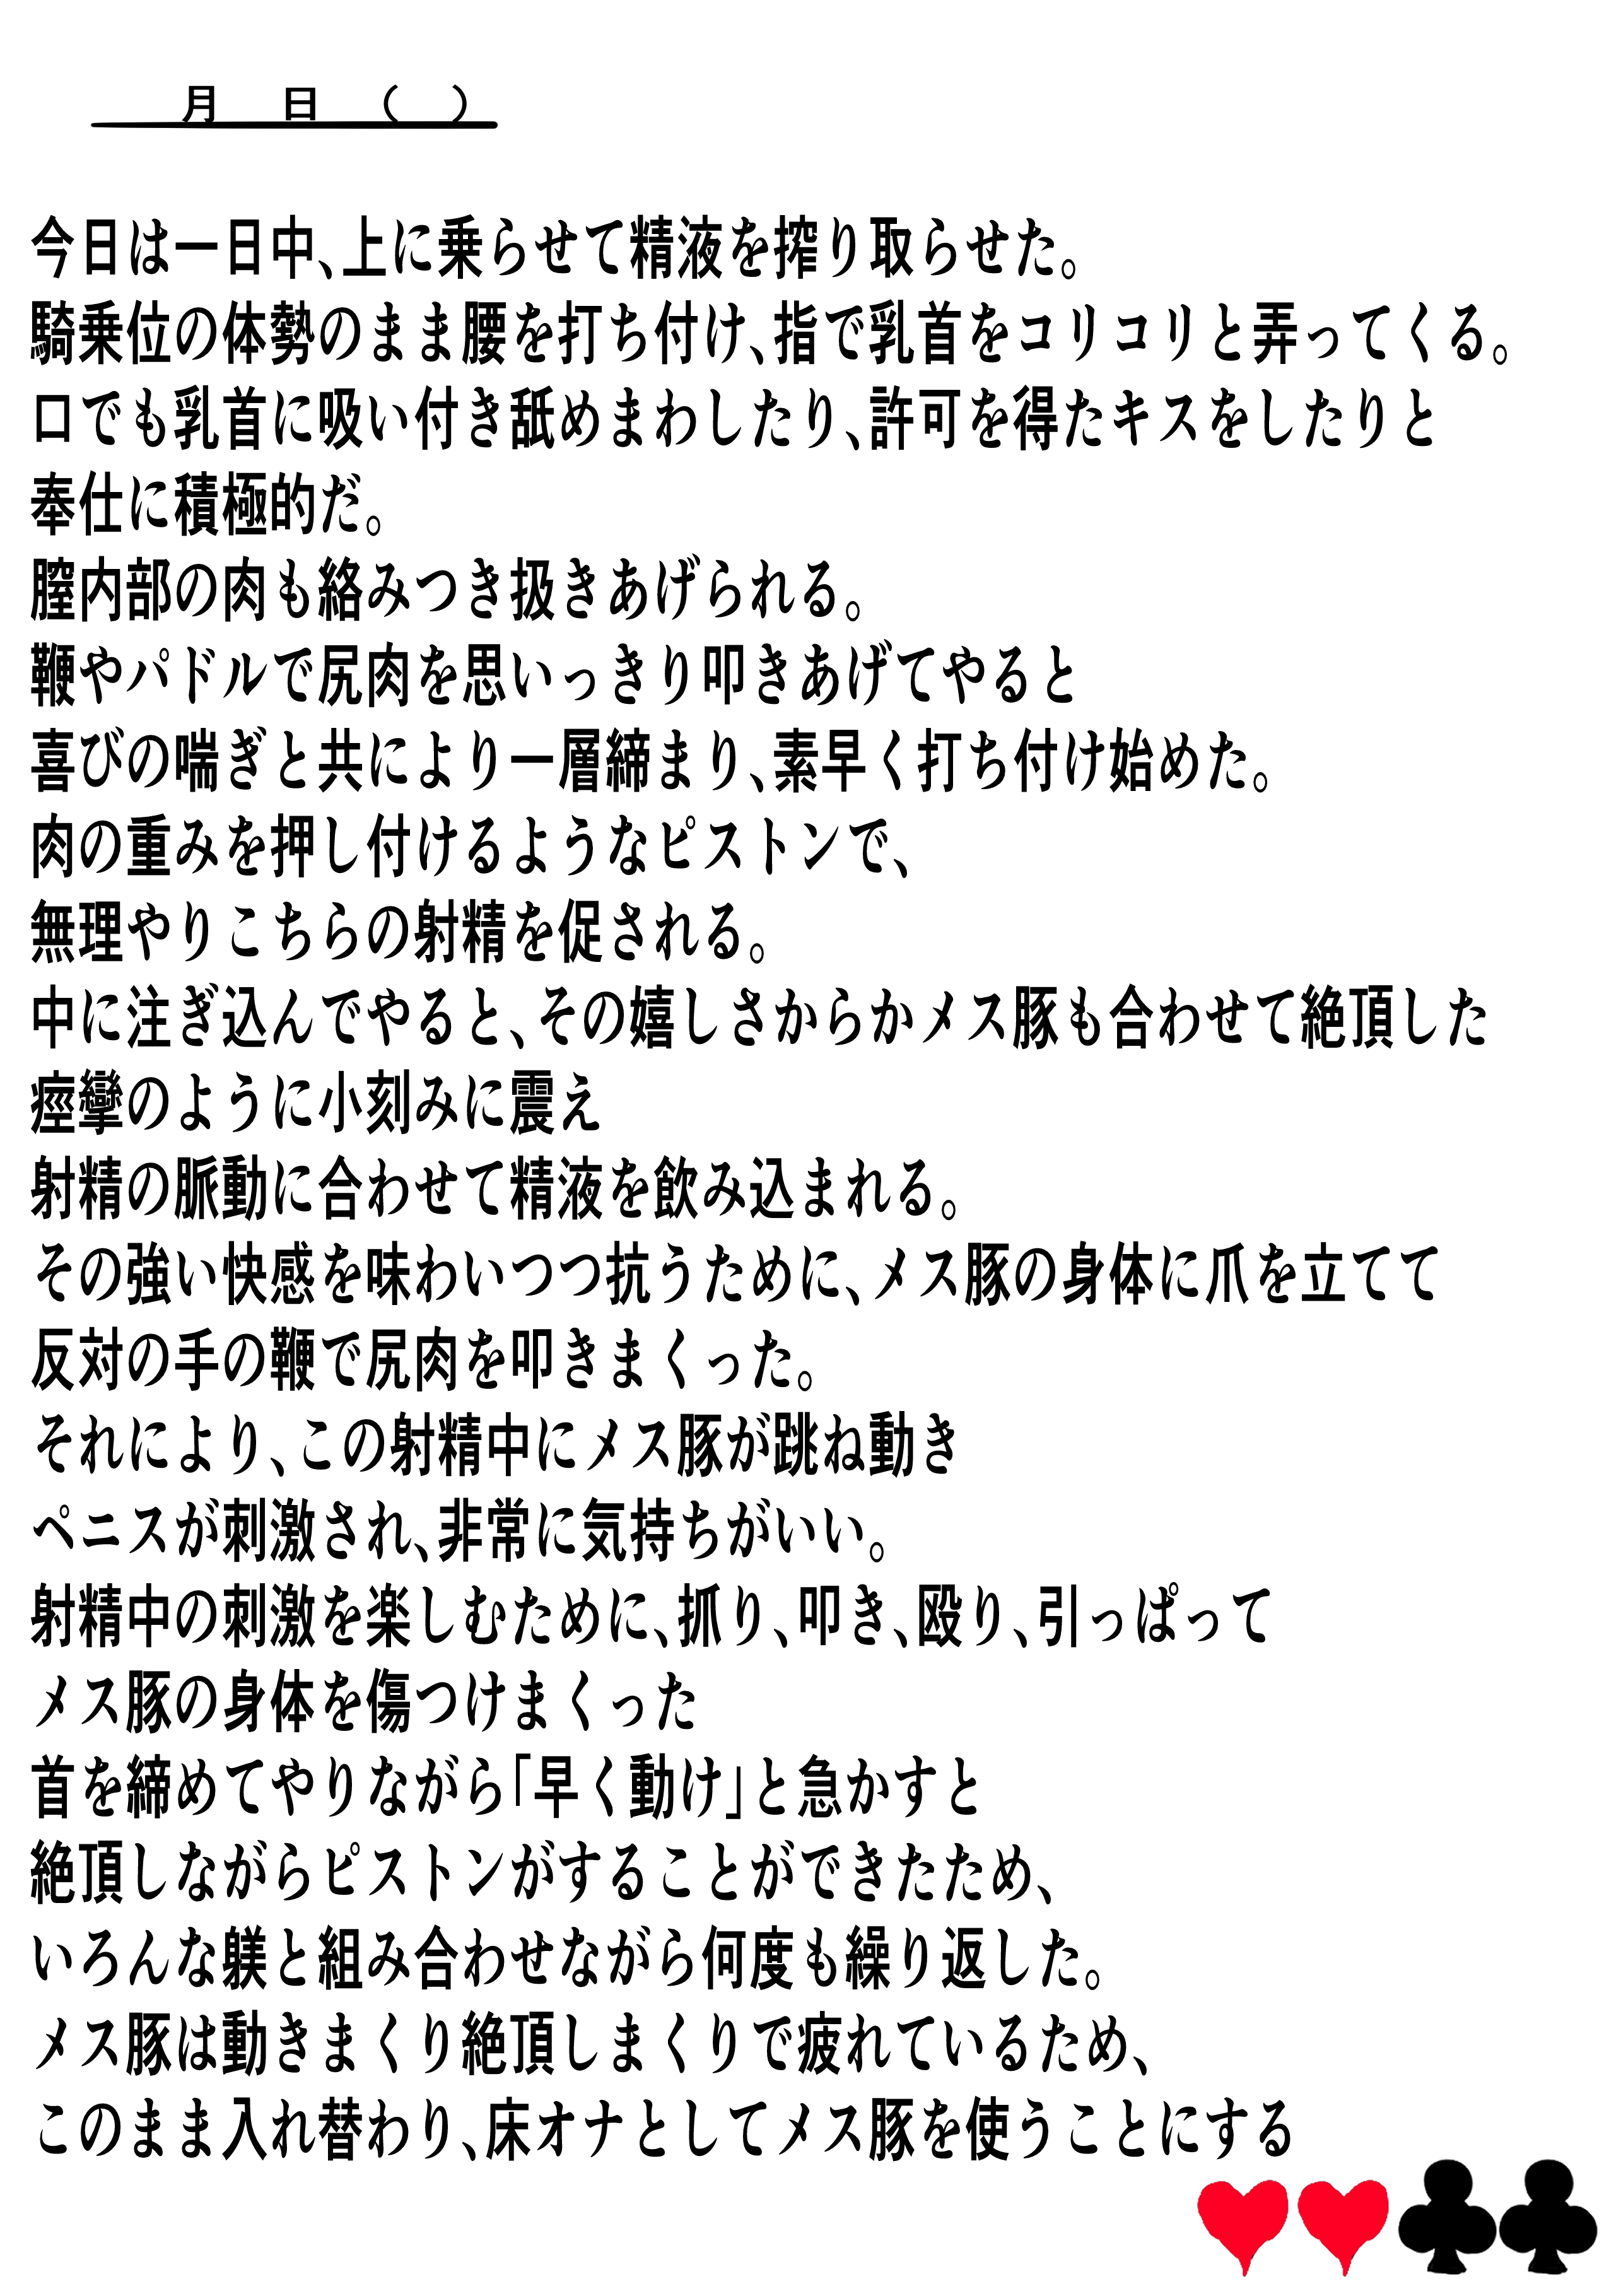 月 日 （ ）
今日は一日中、上に乗らせて精液を搾り取らせた。
騎乗位の体勢のまま腰を打ち付け、指で乳首をコリコリと弄ってくる。
口でも乳首に吸い付き舐めまわしたり、許可を得たキスをしたりと
奉仕に積極的だ。
膣内部の肉も絡みつき扱きあげられる。
鞭やパドルで尻肉を思いっきり叩きあげてやると
喜びの喘ぎと共により一層締まり、素早く打ち付け始めた。
肉の重みを押し付けるようなピストンで、
無理やりこちらの射精を促される。
中に注ぎ込んでやると、その嬉しさからかメス豚も合わせて絶頂した
痙攣のように小刻みに震え
射精の脈動に合わせて精液を飲み込まれる。
その強い快感を味わいつつ抗うために、メス豚の身体に爪を立てて
反対の手の鞭で尻肉を叩きまくった。
それにより、この射精中にメス豚が跳ね動き
ペニスが刺激され、非常に気持ちがいい。
射精中の刺激を楽しむために、抓り、叩き、殴り、引っぱって
メス豚の身体を傷つけまくった
首を締めてやりながら「早く動け」と急かすと
絶頂しながらピストンがすることができたため、
いろんな躾と組み合わせながら何度も繰り返した。
メス豚は動きまくり絶頂しまくりで疲れているため、
このまま入れ替わり、床オナとしてメス豚を使うことにする